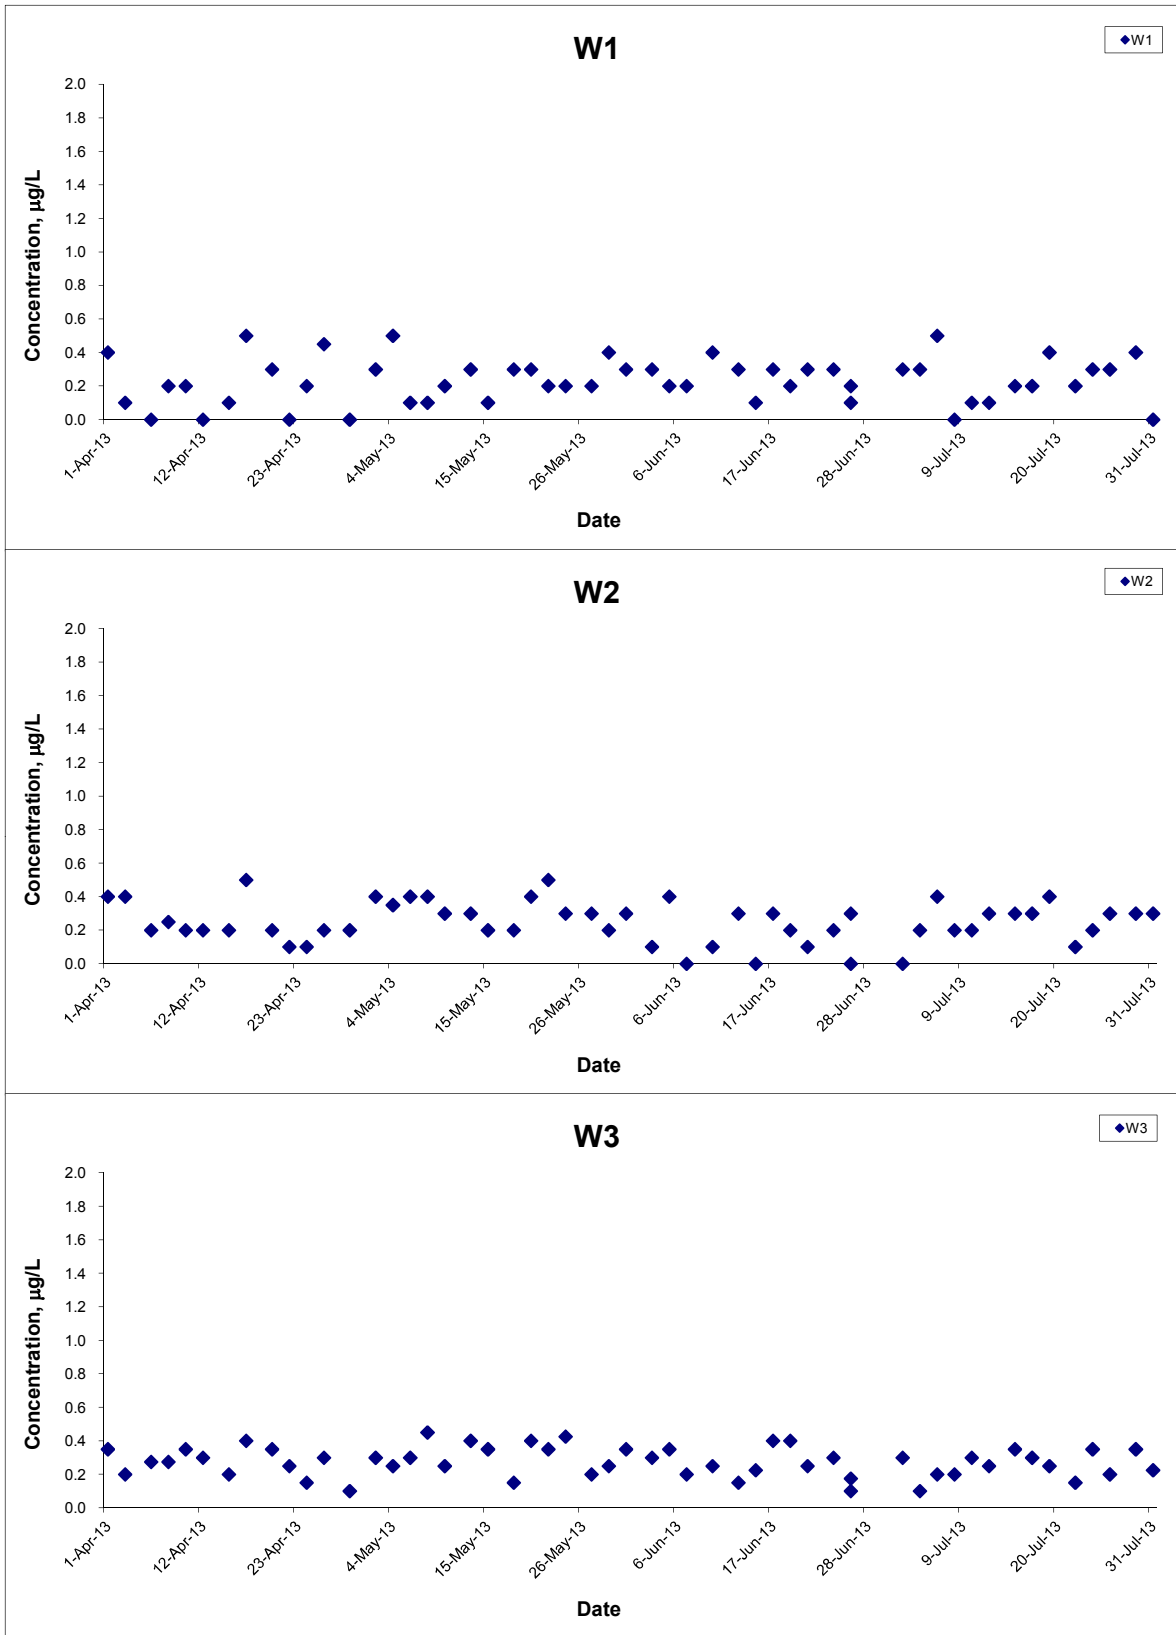 W1
W1
2.0
1.8
1.6
1.4
1.2
1.0
0.8
0.6
0.4
0.2
0.0
Concentration, µg/L
1-Apr-13
12-Apr-13
23-Apr-13
4-May-13
15-May-13
26-May-13
6-Jun-13
17-Jun-13
28-Jun-13
9-Jul-13
20-Jul-13
31-Jul-13
Date
W2
W2
2.0
1.8
1.6
1.4
1.2
1.0
0.8
0.6
0.4
0.2
0.0
Concentration, µg/L
1-Apr-13
12-Apr-13
23-Apr-13
4-May-13
15-May-13
26-May-13
6-Jun-13
17-Jun-13
28-Jun-13
9-Jul-13
20-Jul-13
31-Jul-13
Date
W3
W3
2.0
1.8
1.6
1.4
1.2
1.0
0.8
0.6
0.4
0.2
0.0
Concentration, µg/L
1-Apr-13
12-Apr-13
23-Apr-13
4-May-13
15-May-13
26-May-13
6-Jun-13
17-Jun-13
28-Jun-13
9-Jul-13
20-Jul-13
31-Jul-13
Date